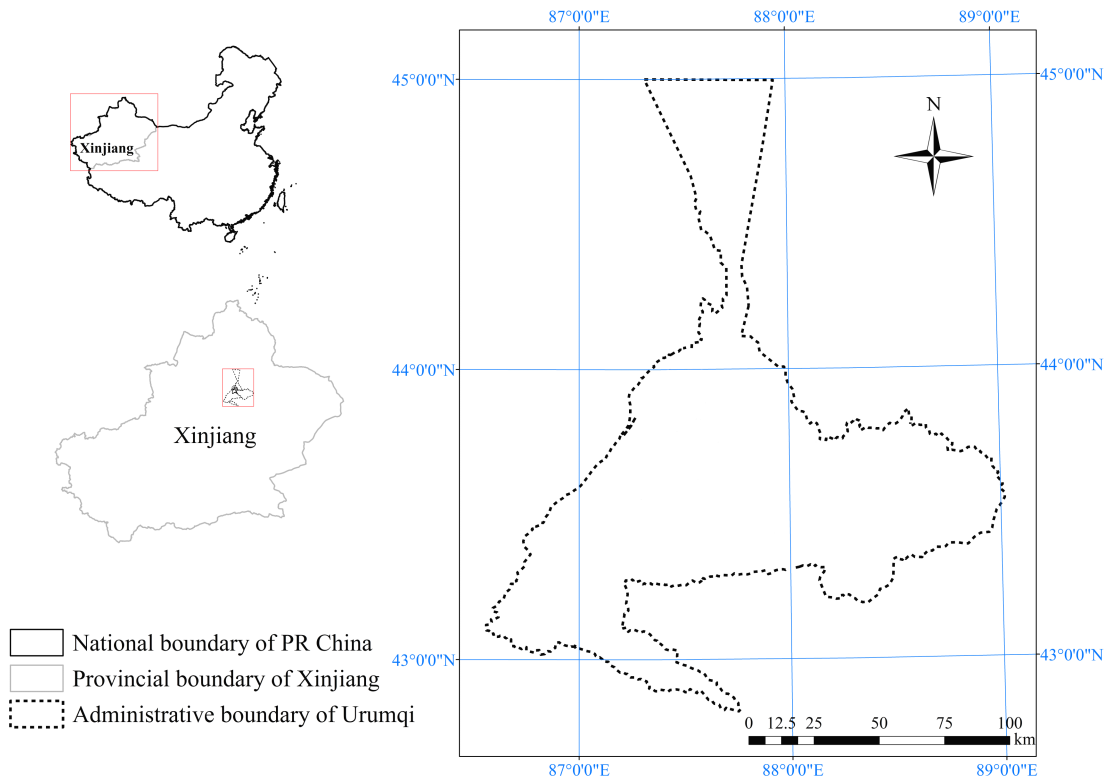 87°0'0"E 88°0'0"E 89°0'0"E
45°0'0"N 45°0'0"N
N
Xinjiang
44°0'0"N 44°0'0"N
Xinjiang
National boundary of PR China
43°0'0"N 43°0'0"N
Provincial boundary of Xinjiang
Administrative boundary of Urumqi
0 12.5 25 50 75 100
km
87°0'0"E 88°0'0"E 89°0'0"E